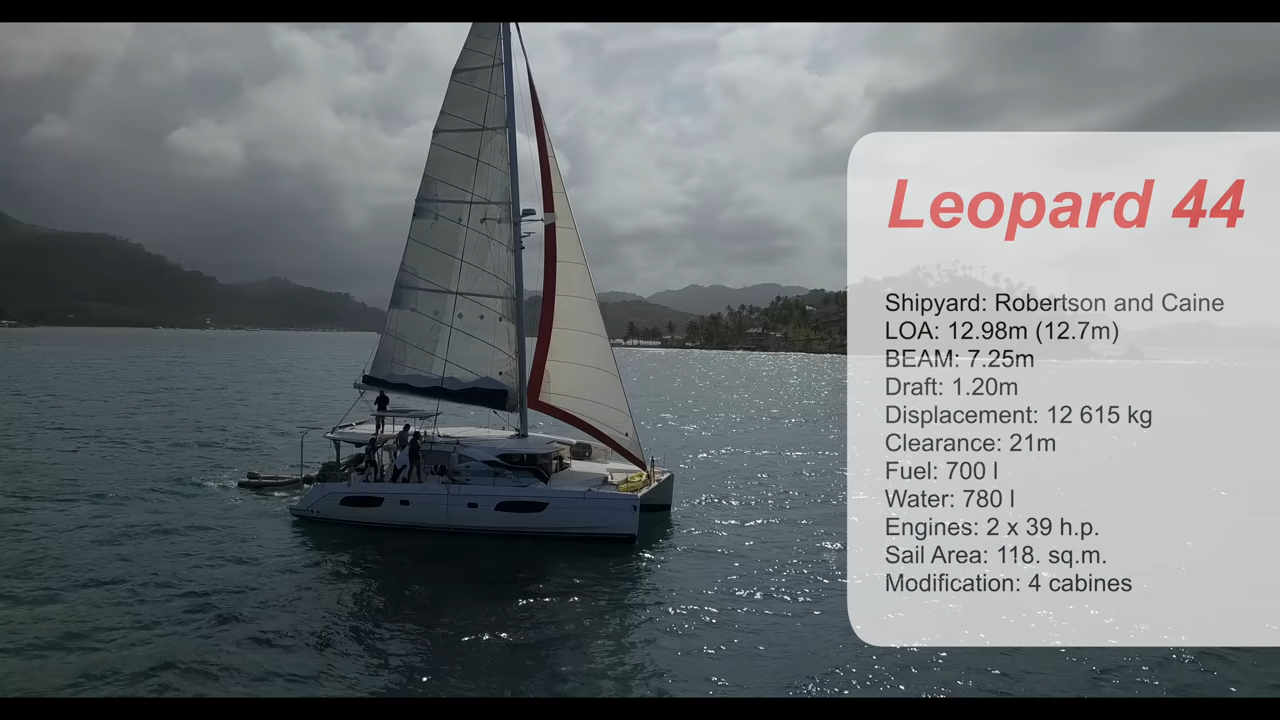 Leopard 44
Shipyard: Robertson and Caine
LOA: 12.98m (12.7m)
BEAM: 7.25m
Draft: 1.20m
Displacement: 12 615 kg
Clearance: 21m
Fuel: 700 l
Water: 780 l
Engines: 2 x 39 h.p.
Sail Area: 118. sq.m.
Modification: 4 cabines